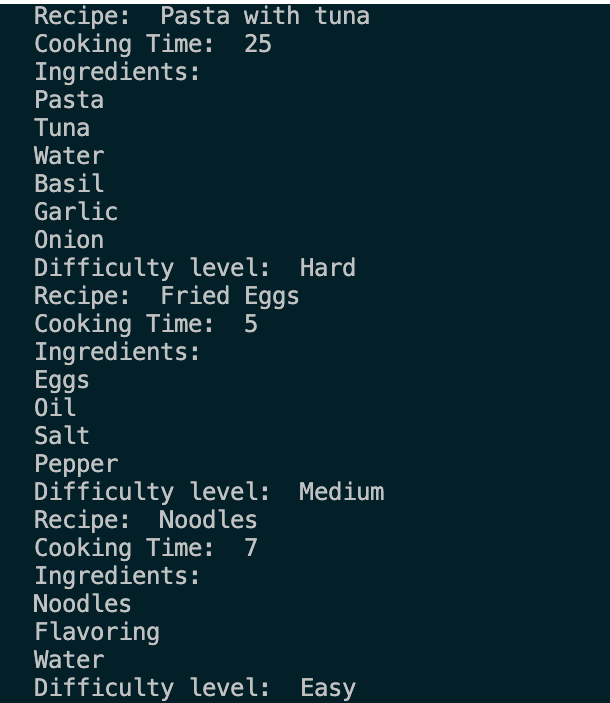 Recipe:  Pasta with tuna
Cooking Time:  25
Ingredients:
Pasta
Tuna
Water
Basil
Garlic
Onion
Difficulty level:  Hard
Recipe:  Fried Eggs
Cooking Time:  5
Ingredients:
Eggs
Oil
Salt
Pepper
Difficulty level:  Medium
Recipe:  Noodles
Cooking Time:  7
Ingredients:
Noodles
Flavoring
Water
Difficulty level:  Easy